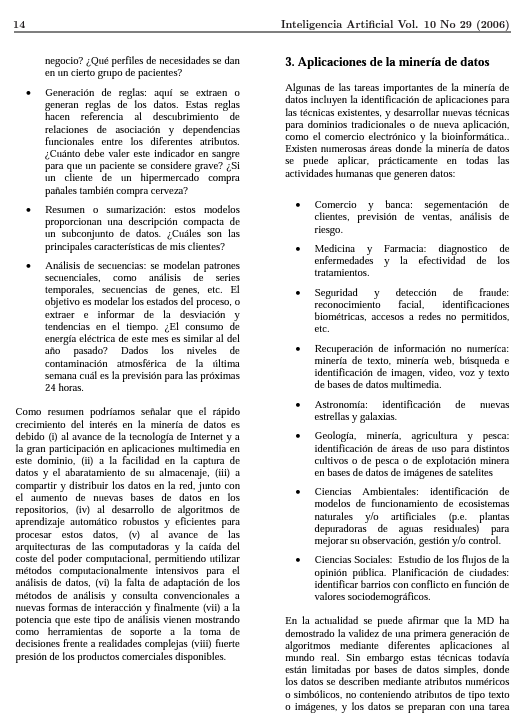 14
Inteligencia Artificial Vol. 10 No 29 (2006)
negocio? ¿Qué perfiles de necesidades se dan
en un cierto grupo de pacientes?
• Generación de reglas: aquí se extraen o
generan reglas de los datos. Estas reglas
hacen referencia al descubrimiento de
relaciones de asociación y dependencias
funcionales entre los diferentes atributos.
¿Cuánto debe valer este indicador en sangre
para que un paciente se considere grave? ¿Si
un cliente de un hipermercado compra
pañales también compra cerveza?
• Resumen o sumarización: estos modelos
proporcionan una descripción compacta de
un subconjunto de datos. ¿Cuáles son las
principales características de mis clientes?
• Análisis de secuencias: se modelan patrones
secuenciales, como análisis de series
temporales, secuencias de genes, etc. El
objetivo es modelar los estados del proceso, o
extraer e informar de la desviación y
tendencias en el tiempo. ¿El consumo de
energía eléctrica de este mes es similar al del
año pasado? Dados los niveles de
contaminación atmosférica de la última
semana cuál es la previsión para las próximas
24 horas.
Como resumen podríamos señalar que el rápido
crecimiento del interés en la minería de datos es
debido (i) al avance de la tecnología de Internet y a
la gran participación en aplicaciones multimedia en
este dominio, (ii) a la facilidad en la captura de
datos y el abaratamiento de su almacenaje, (iii) a
compartir y distribuir los datos en la red, junto con
el aumento de nuevas bases de datos en los
repositorios, (iv) al desarrollo de algoritmos de
aprendizaje automático robustos y eficientes para
procesar estos datos, (v) al avance de las
arquitecturas de las computadoras y la caída del
coste del poder computacional, permitiendo utilizar
métodos computacionalmente intensivos para el
análisis de datos, (vi) la falta de adaptación de los
métodos de análisis y consulta convencionales a
nuevas formas de interacción y finalmente (vii) a la
potencia que este tipo de análisis vienen mostrando
como herramientas de soporte a la toma de
decisiones frente a realidades complejas (viii) fuerte
presión de los productos comerciales disponibles.
3. Aplicaciones de la minería de datos
Algunas de las tareas importantes de la minería de
datos incluyen la identificación de aplicaciones para
las técnicas existentes, y desarrollar nuevas técnicas
para dominios tradicionales o de nueva aplicación,
como el comercio electrónico y la bioinformática..
Existen numerosas áreas donde la minería de datos
se puede aplicar, prácticamente en todas las
actividades humanas que generen datos:
• Comercio y banca: segementación de
clientes, previsión de ventas, análisis de
riesgo.
• Medicina y Farmacia: diagnostico de
enfermedades y la efectividad de los
tratamientos.
• Seguridad y detección de fraude:
reconocimiento facial, identificaciones
biométricas, accesos a redes no permitidos,
etc.
• Recuperación de información no numeríca:
minería de texto, minería web, búsqueda e
identificación de imagen, video, voz y texto
de bases de datos multimedia.
• Astronomía: identificación de nuevas
estrellas y galaxias.
• Geología, minería, agricultura y pesca:
identificación de áreas de uso para distintos
cultivos o de pesca o de explotación minera
en bases de datos de imágenes de satelites
• Ciencias Ambientales: identificación de
modelos de funcionamiento de ecosistemas
naturales y/o artificiales (p.e. plantas
depuradoras de aguas residuales) para
mejorar su observación, gestión y/o control.
• Ciencias Sociales: Estudio de los flujos de la
opinión pública. Planificación de ciudades:
identificar barrios con conflicto en función de
valores sociodemográficos.
En la actualidad se puede afirmar que la MD ha
demostrado la validez de una primera generación de
algoritmos mediante diferentes aplicaciones al
mundo real. Sin embargo estas técnicas todavía
están limitadas por bases de datos simples, donde
los datos se describen mediante atributos numéricos
o simbólicos, no conteniendo atributos de tipo texto
o imágenes, y los datos se preparan con una tarea